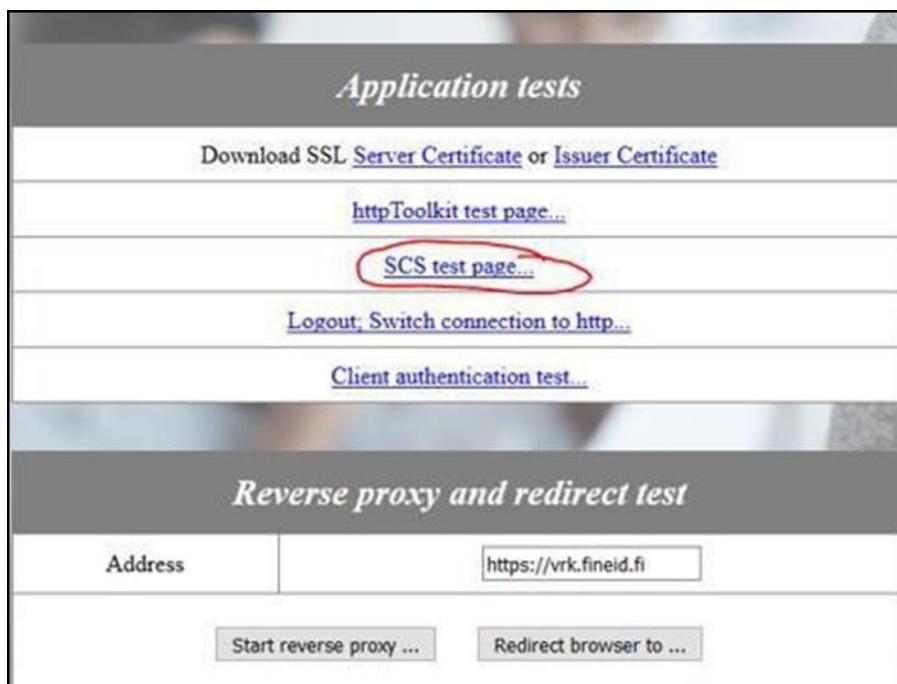 Application tests
Download SSL Server Certificate or Issuer Certificate
httpToolkit test page...
SCS test page...
Logout; Switch connection to http...
Client authentication test...
Reverse proxy and redirect test
Address https://vrk.fineid.fi
Start reverse proxy ... Redirect browser to ...